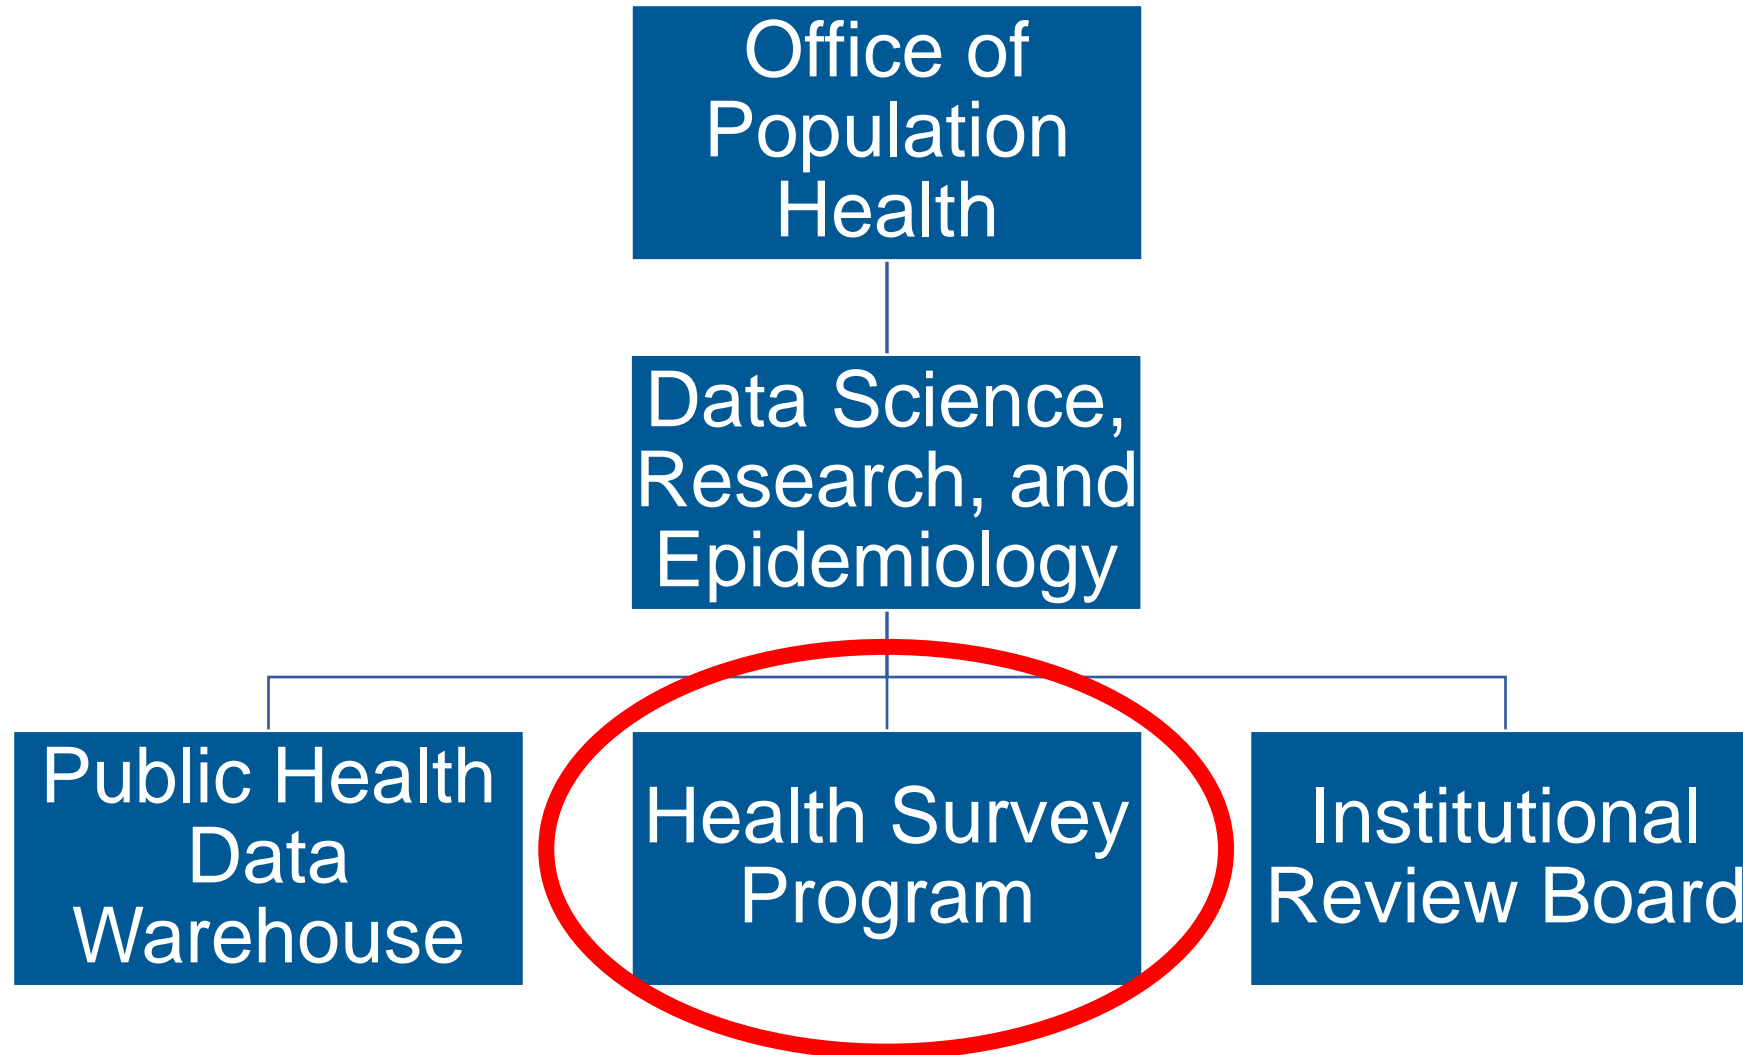 Office of
Population
Health
Data Science,
Research, and
Epidemiology
Public Health
Data
Warehouse
Health Survey
Program
Institutional
Review Board